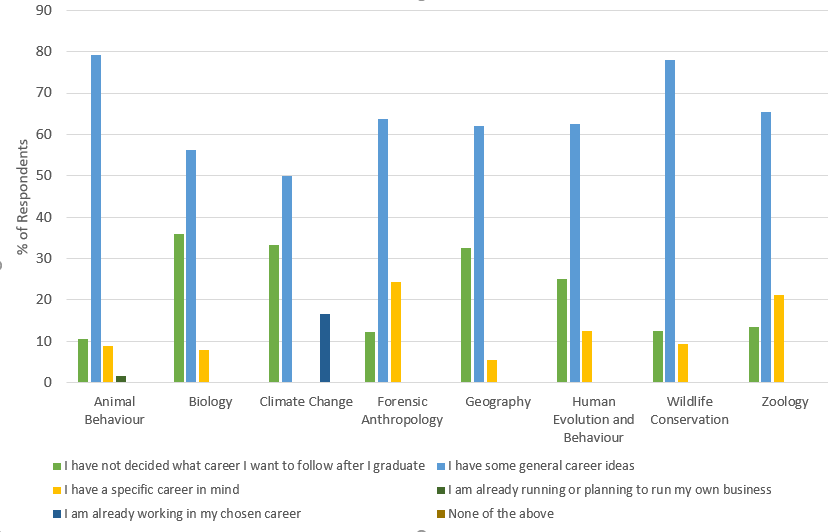 90
80
70
60
50
40
30
20
10
0
% of Respondents
Animal Behaviour
Biology
Climate Change
Forensic Anthropology
Geography
Human Evolution and Behaviour
Wildlife Conservation
Zoology
I have not decided what career I want to follow after I graduate
I have some general career ideas
I have a specific career in mind
I am already running or planning to run my own business
I am already working in my chosen career
None of the above